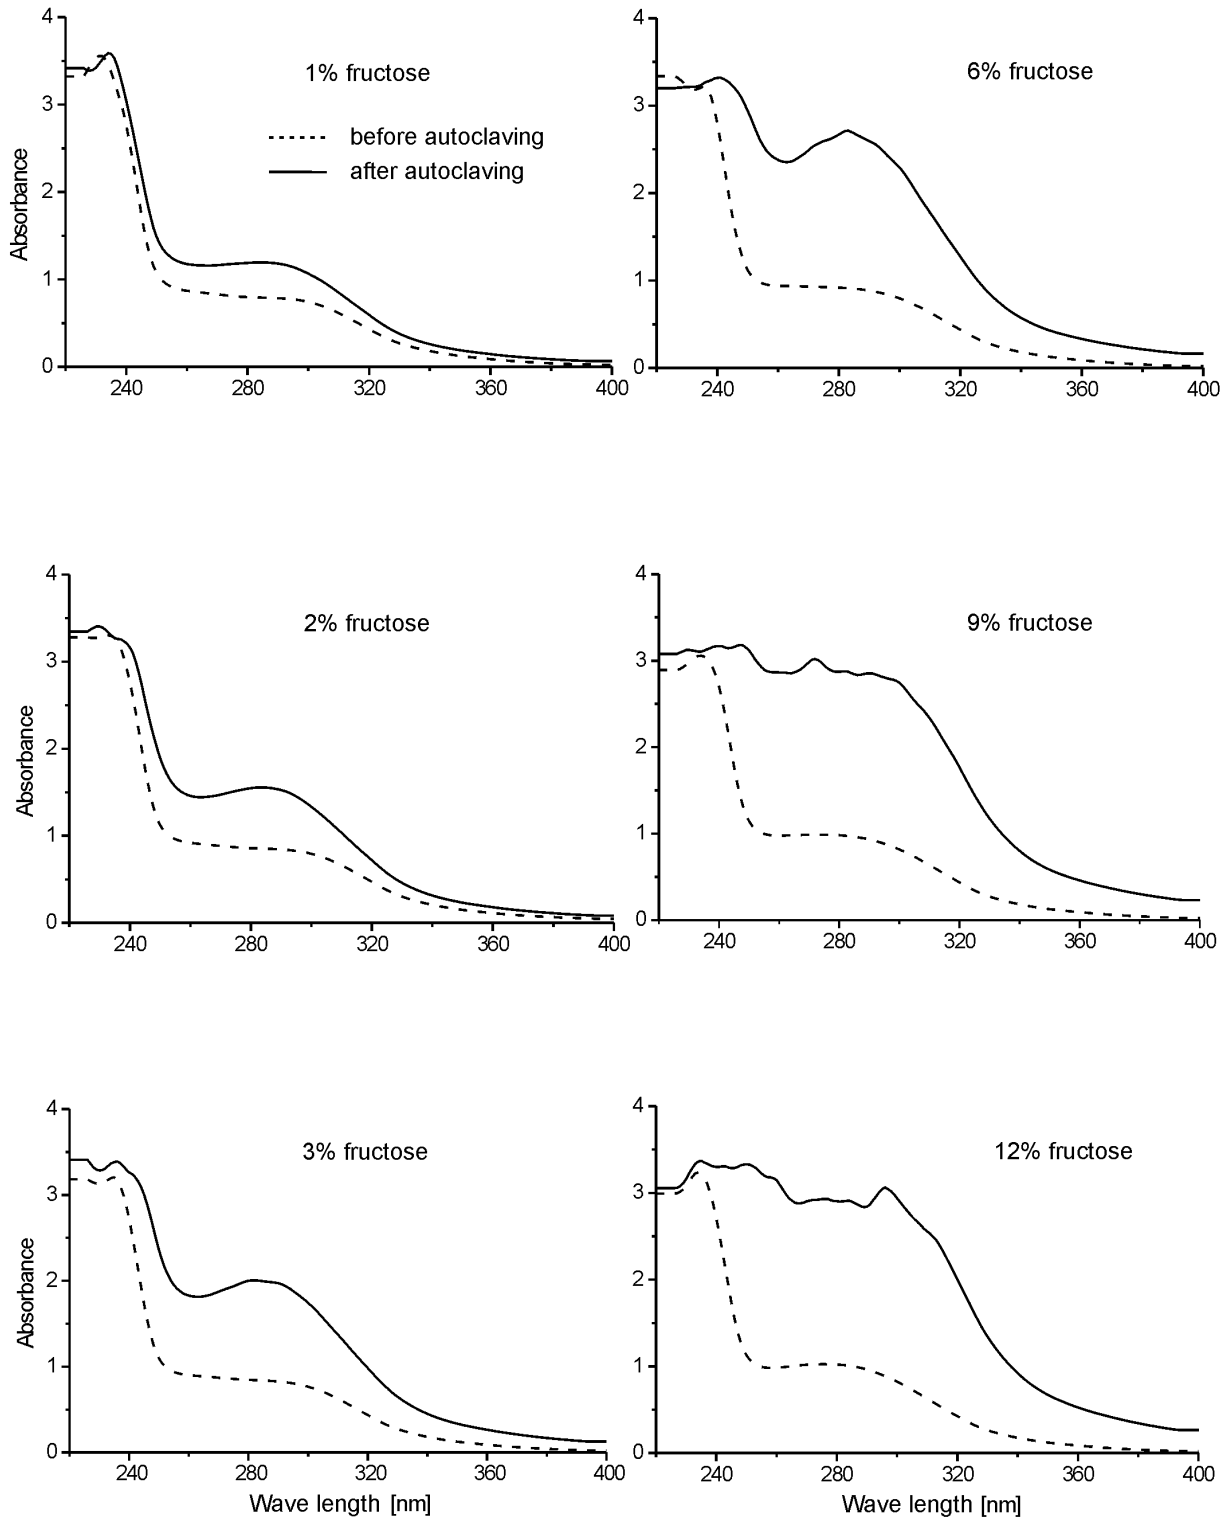 4
3
2
1
0
Absorbance
1% fructose
before autoclaving
after autoclaving
240 280 320 360 400
4
3
2
1
0
6% fructose
240 280 320 360 400
4
3
2
1
0
Absorbance
2% fructose
240 280 320 360 400
4
3
2
1
0
9% fructose
240 280 320 360 400
4
3
2
1
0
Absorbance
3% fructose
240 280 320 360 400
Wave length [nm]
4
3
2
1
0
12% fructose
240 280 320 360 400
Wave length [nm]